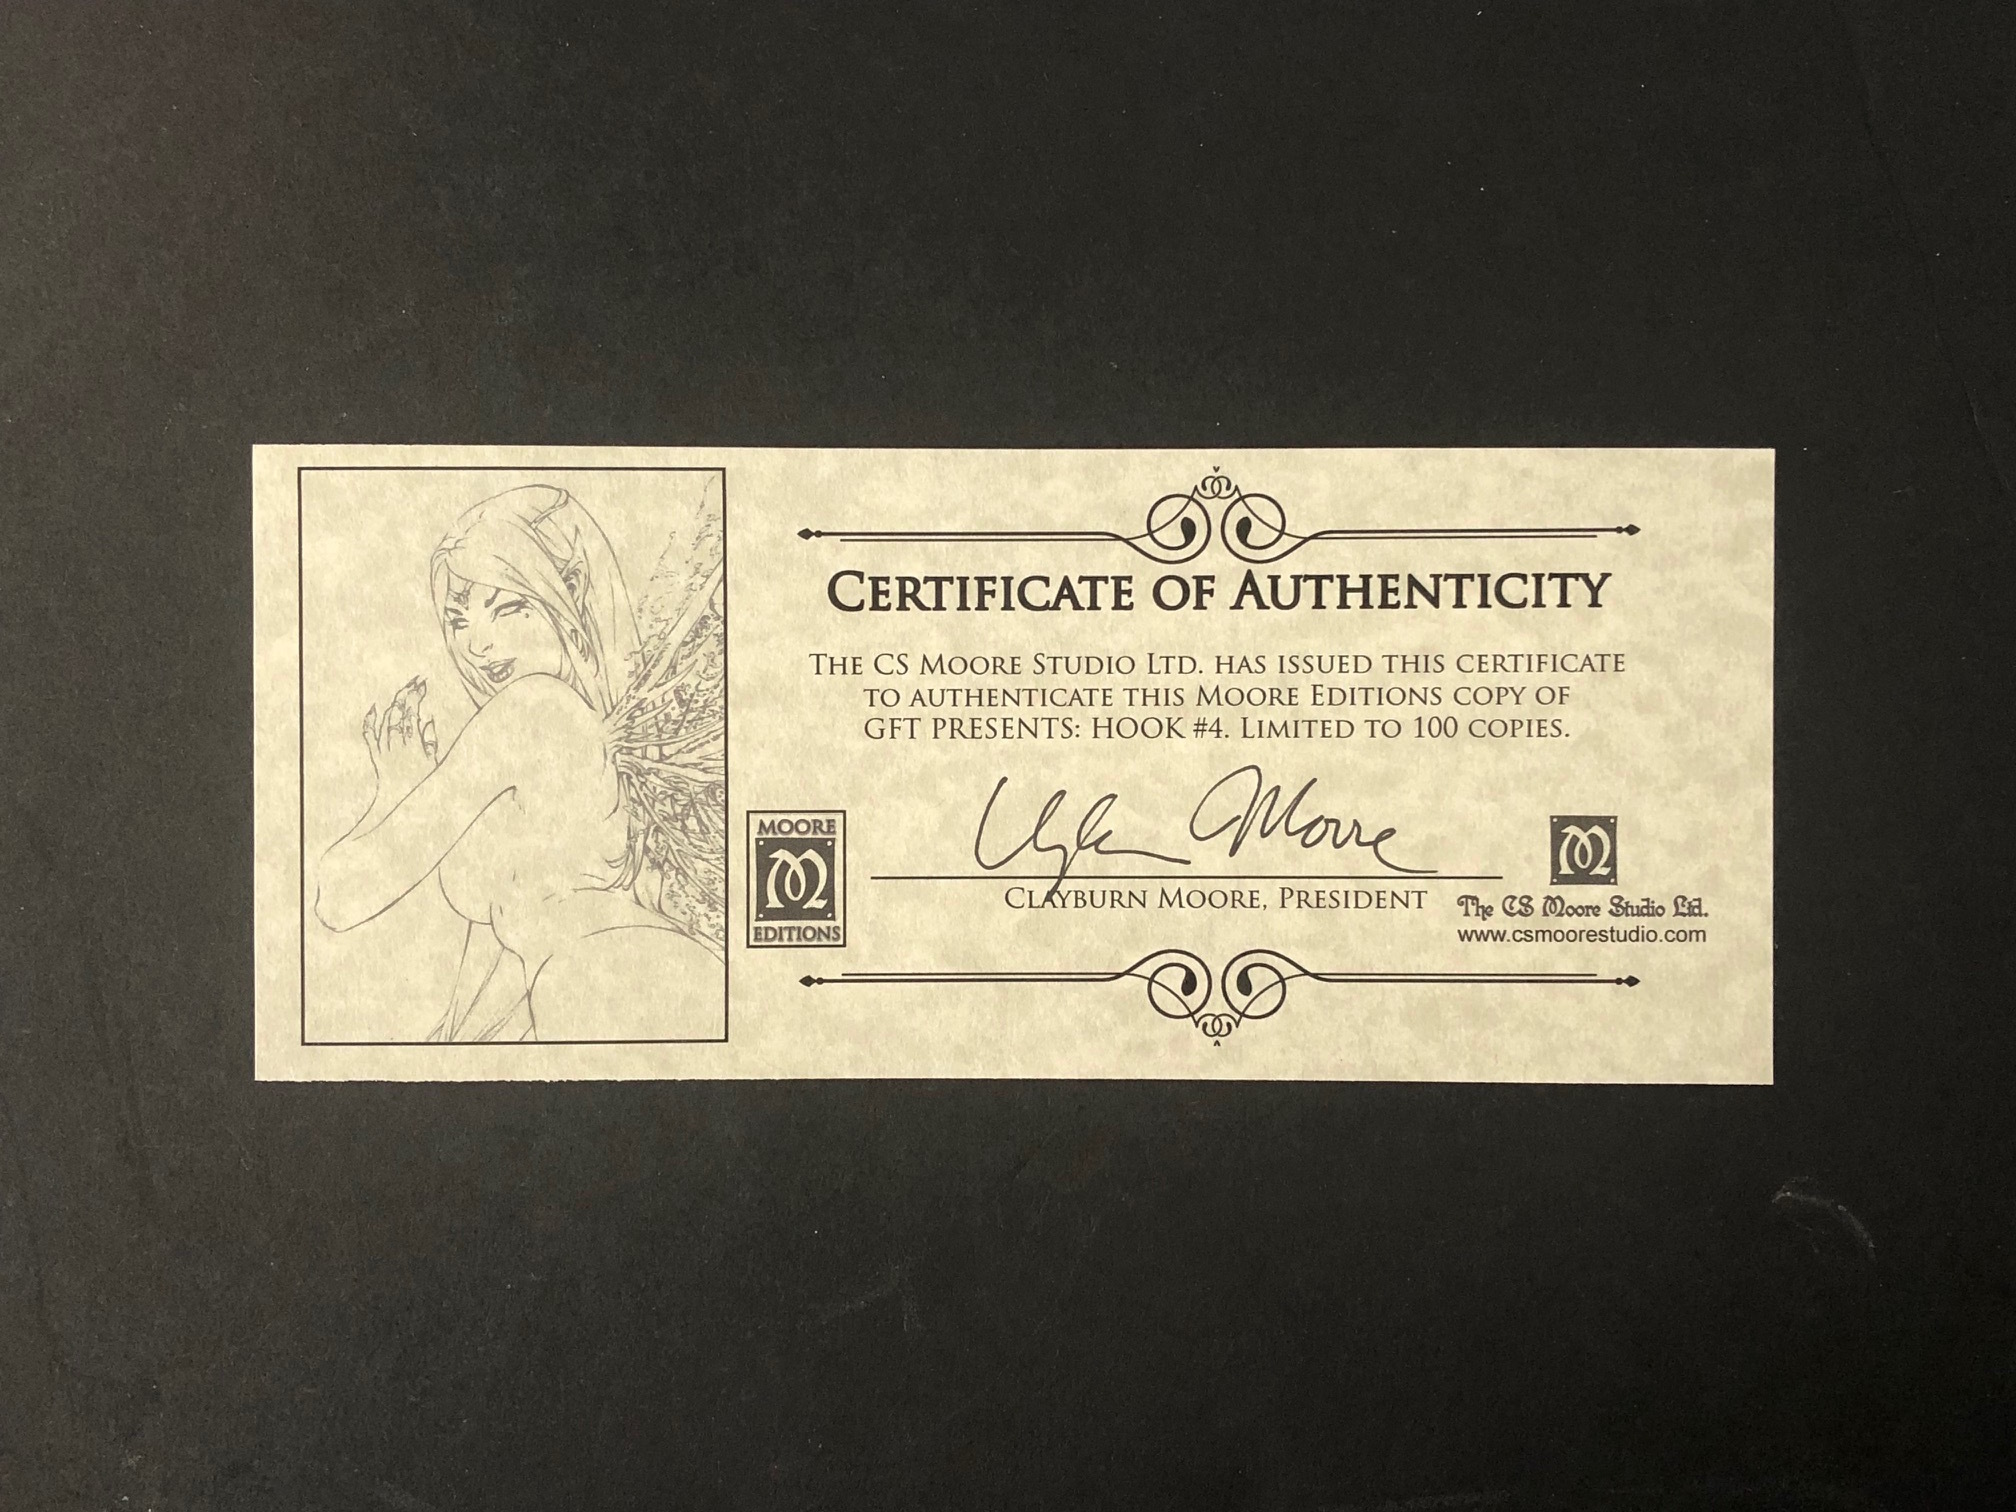 CERTIFICATE OF AUTHENTICITY
THE CS MOORE STUDIO LTD. HAS ISSUED THIS CERTIFICATE
TO AUTHENTICATE THIS MOORE EDITIONS COPY OF
GFT PRESENTS: HOOK #4. LIMITED TO 100 COPIES.
MOORE
M
EDITIONS
Clayburn Moore
CLAYBURN MOORE, PRESIDENT
M
The CS Moore Studio Ltd.
www.csmoorestudio.com